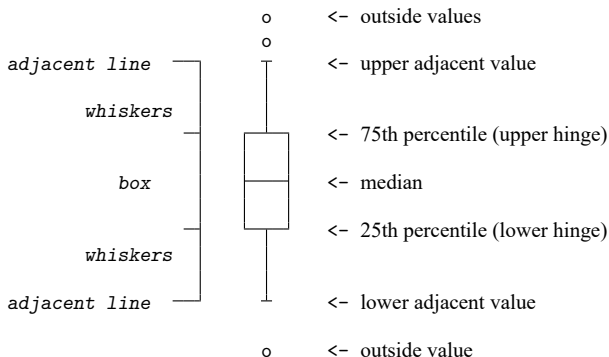 o <- outside values
o
adjacent line <- upper adjacent value
whiskers
<- 75th percentile (upper hinge)
box <- median
<- 25th percentile (lower hinge)
whiskers
adjacent line <- lower adjacent value
o <- outside value